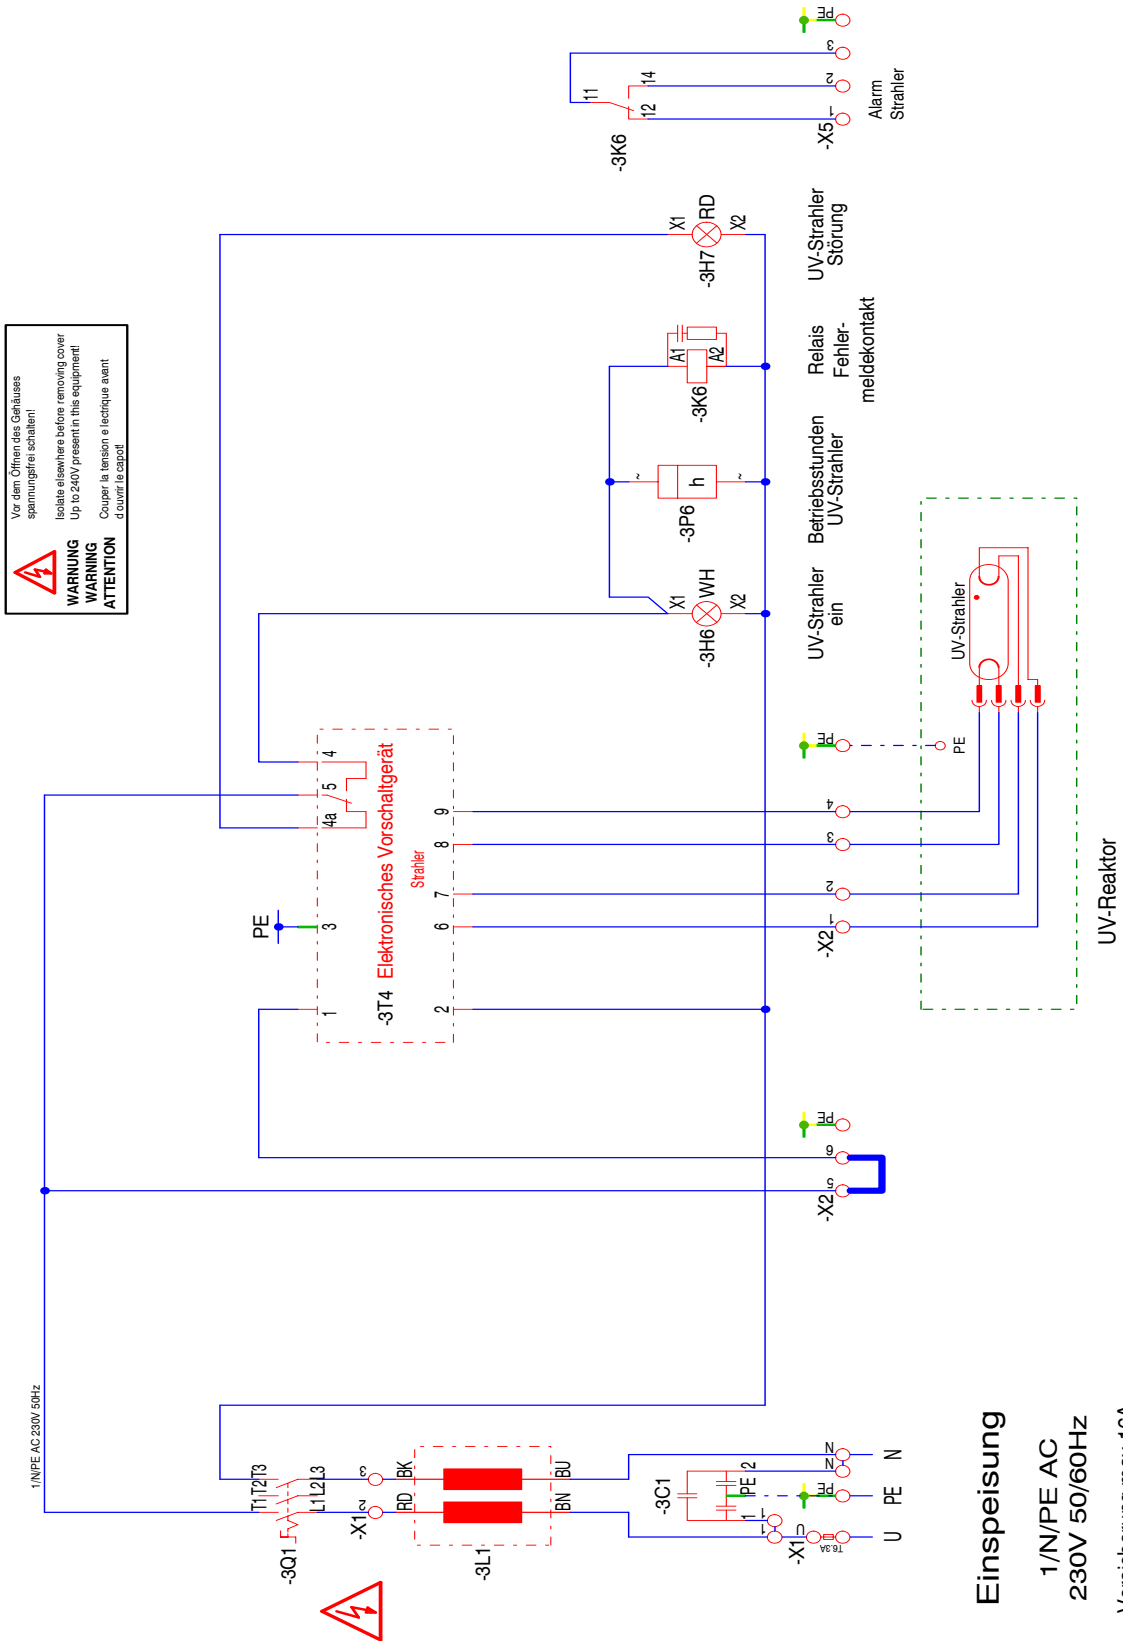 Vor dem Öffnen des Gehäuses
spannungsfrei schalten!
Isolate elsewhere before removing cover
Up to 240V present in this equipment!
Couper la tension e lectrique avant
d ouvrir le capot!
WARNUNG
WARNING
ATTENTION
1/N/PE AC 230V 50Hz
-3Q1
T1
T2
T3
L1
L2
L3
-X1
2
3
RD
BK
-3L1
BN
BU
-3C1
1
PE
2
1
1
-X1
U
T6.3A
PE
N
N
U
PE
N
Einspeisung
1/N/PE AC
230V 50/60Hz
-X2
5
6
PE
PE
1
3
4a
5
4
-3T4
Elektronisches Vorschaltgerät
Strahler
2
6
7
8
9
-X2
1
2
3
4
PE
PE
UV-Strahler
UV-Reaktor
X1
-3H6
WH
X2
UV-Strahler
ein
~
-3P6
h
~
Betriebsstunden
UV-Strahler
A1
-3K6
A2
Relais
Fehler-
meldekontakt
X1
-3H7
RD
X2
UV-Strahler
Störung
-3K6
11
12
14
-X5
1
2
3
PE
Alarm
Strahler